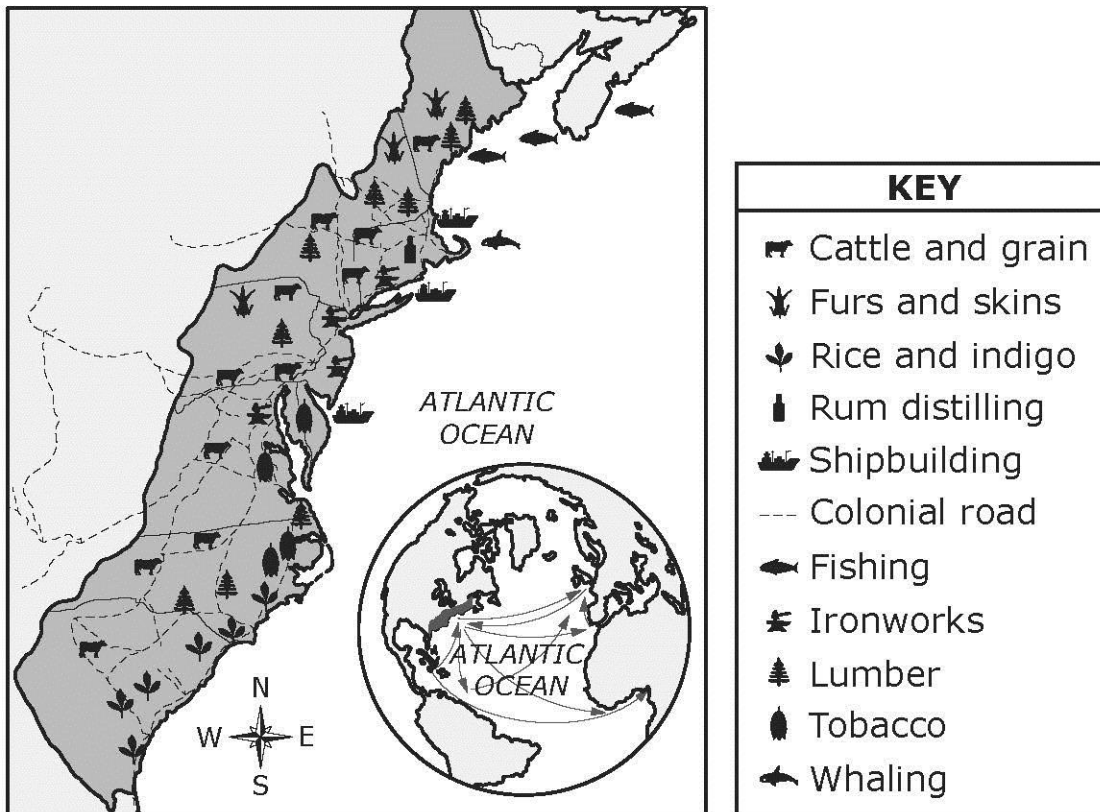 ATLANTIC
OCEAN
ATLANTIC
OCEAN
N
W E
S
KEY
Cattle and grain
Furs and skins
Rice and indigo
Rum distilling
Shipbuilding
Colonial road
Fishing
Ironworks
Lumber
Tobacco
Whaling